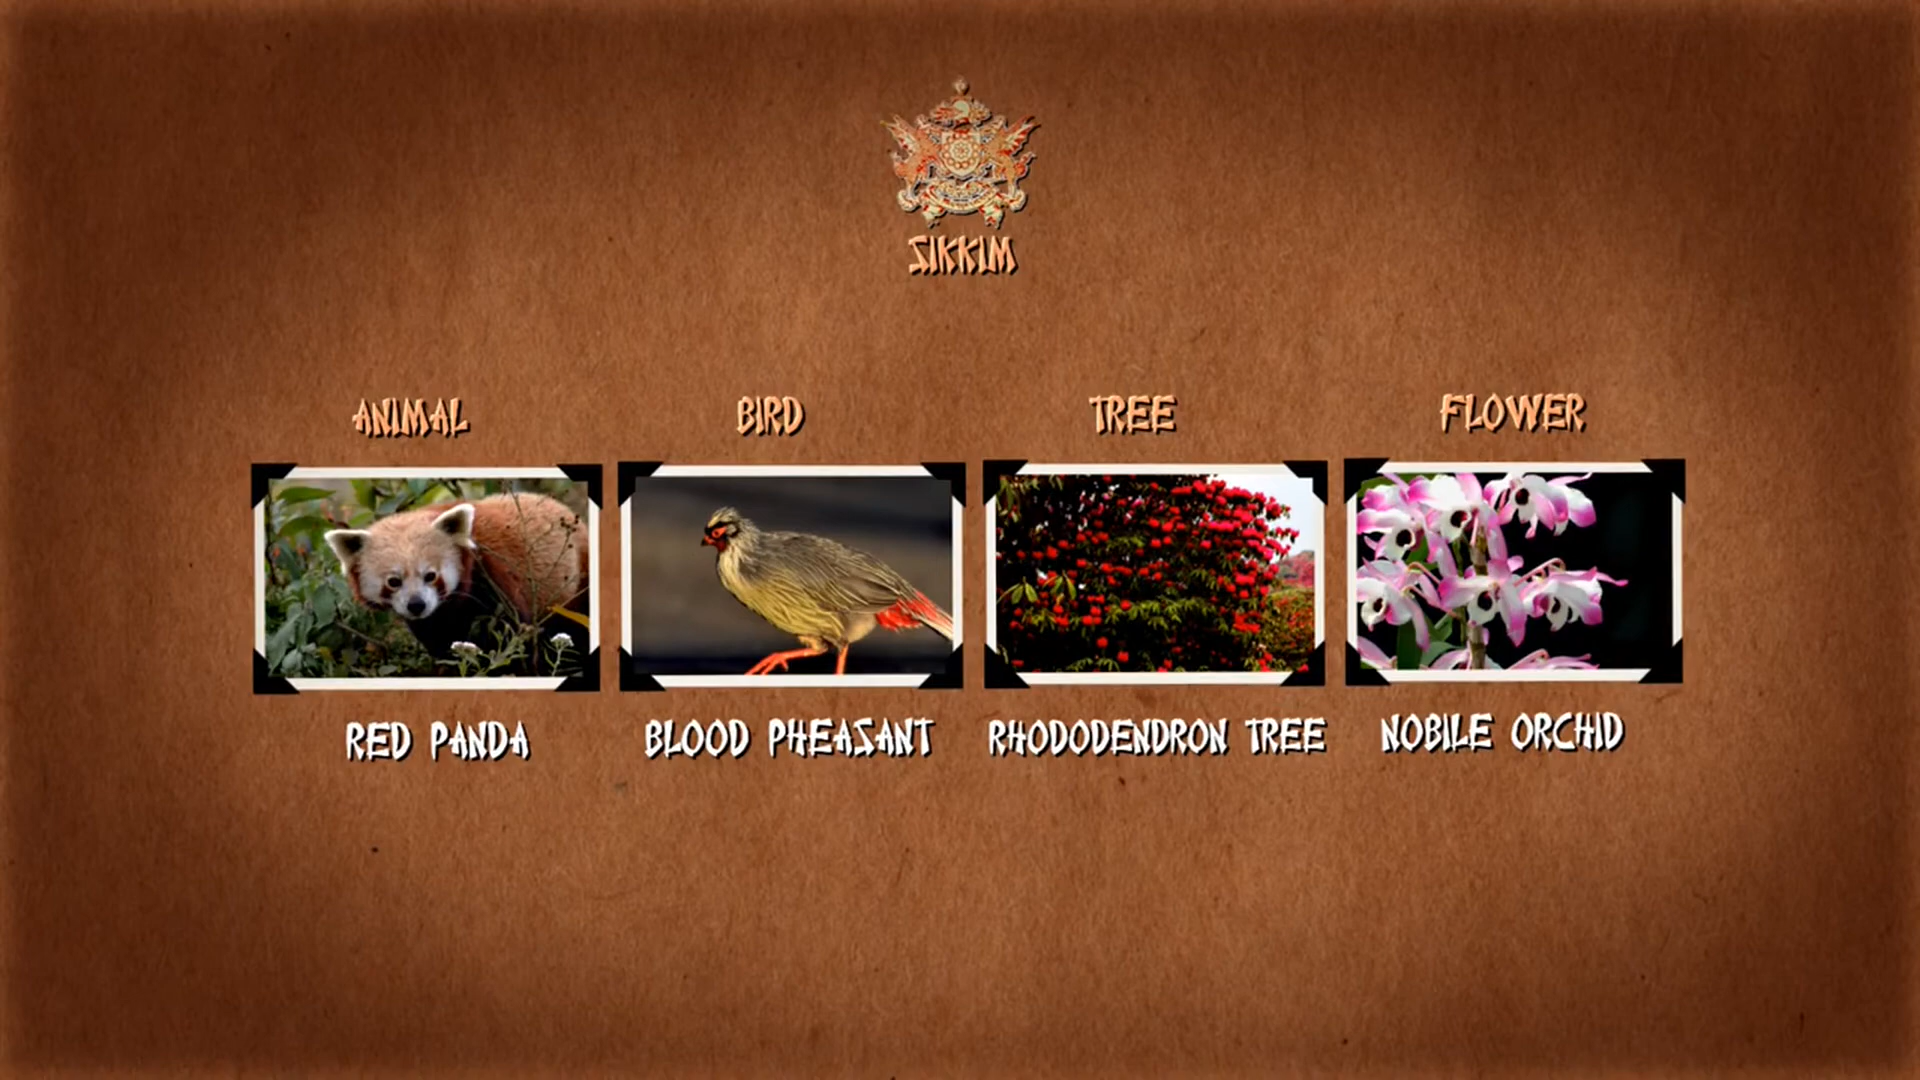 SIKKIM
ANIMAL
BIRD
TREE
FLOWER
RED PANDA
BLOOD PHEASANT
RHODODENDRON TREE
NOBILE ORCHID